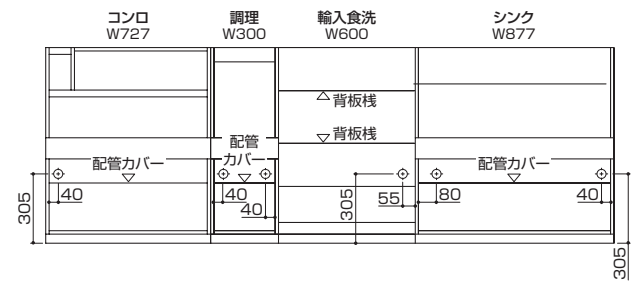 コンロ
W727
調理
W300
輸入食洗
W600
シンク
W877
背板桟
背板桟
配管カバー
配管
カバー
配管カバー
305
40
40
40
305
55
80
40
305